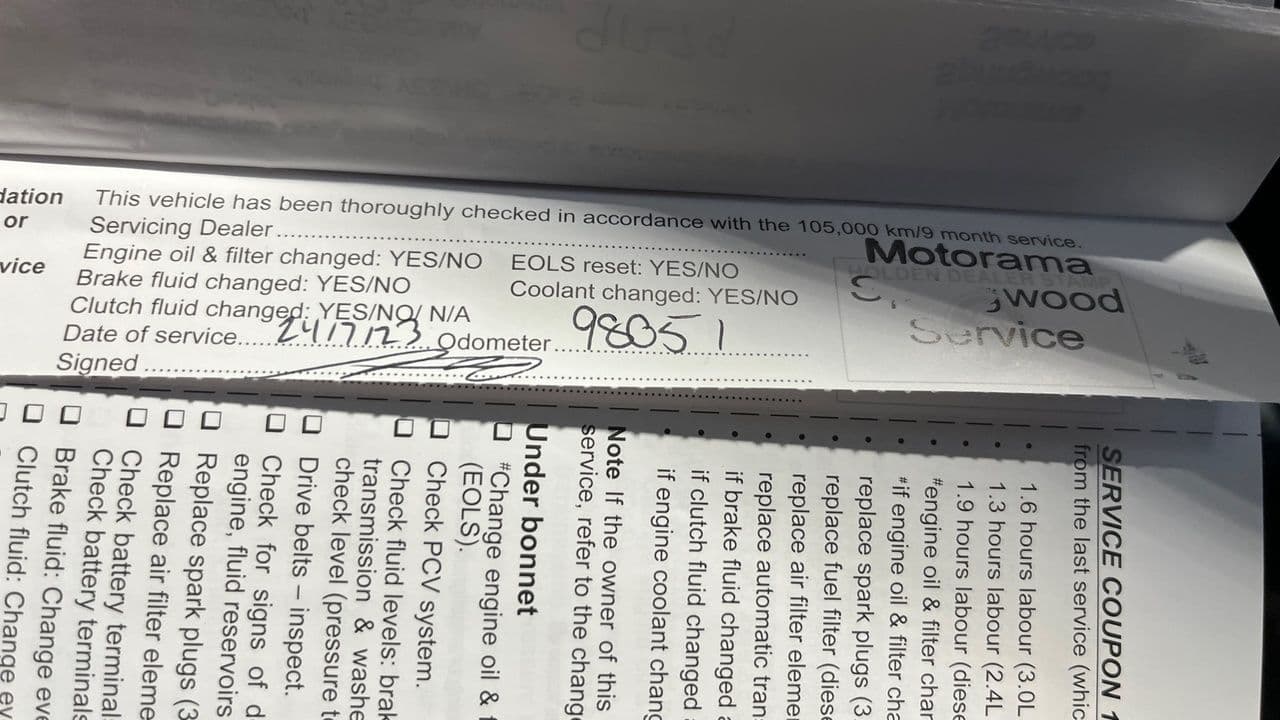 dation
or
vice
This vehicle has been thoroughly checked in accordance with the 105,000 km/9 month service.
Servicing Dealer
Engine oil & filter changed: YES/NO EOLS reset: YES/NO
Brake fluid changed: YES/NO Coolant changed: YES/NO
Clutch fluid changed: YES/NO/ N/A
Date of service..... 24/7/23 Odometer 98051
Signed
Motorama
HOLDEN DEALER STAMP
wood
Service
SERVICE COUPON 1
from the last service (whic
• 1.6 hours labour (3.0L
• 1.3 hours labour (2.4L
• 1.9 hours labour (diese
• #engine oil & filter char
• #if engine oil & filter cha
• replace spark plugs (3
• replace fuel filter (diese
• replace air filter elemer
• replace automatic tran
• if brake fluid changed a
• if clutch fluid changed a
• if engine coolant chang
Note If the owner of this
service, refer to the change
Under bonnet
☐ #Change engine oil & f
(EOLS).
☐ Check PCV system.
☐ Check fluid levels: brak
transmission & washe
check level (pressure t
☐ Drive belts – inspect.
☐ Check for signs of d
engine, fluid reservoirs
☐ Replace spark plugs (3
☐ Replace air filter eleme
☐ Check battery terminal
Check battery terminals
☐ Brake fluid: Change eve
☐ Clutch fluid: Change ev